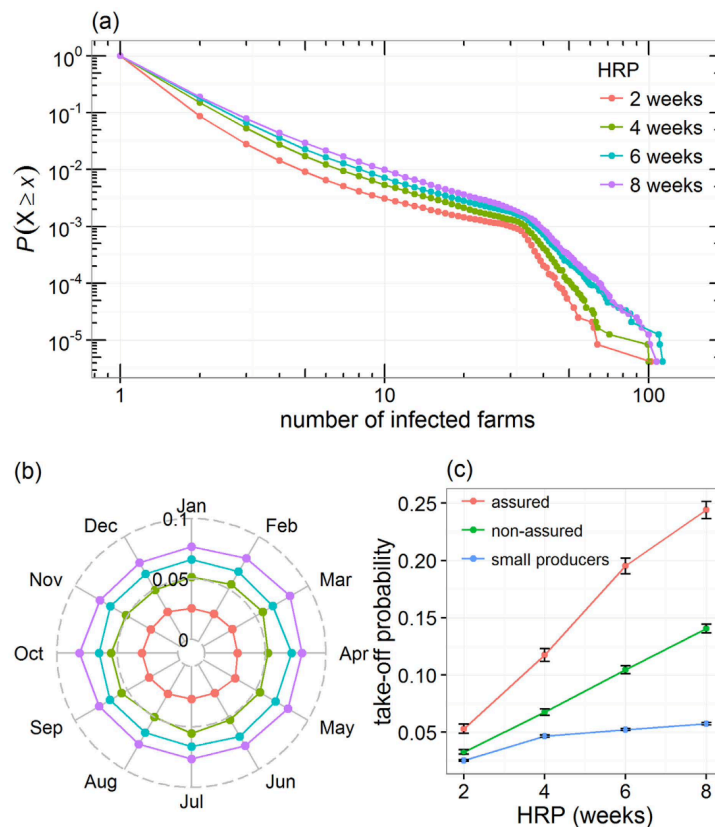 (a)
10⁰
10⁻¹
10⁻²
10⁻³
10⁻⁴
10⁻⁵
P(X ≥ x)
HRP
2 weeks
4 weeks
6 weeks
8 weeks
1 10 100
number of infected farms
(b)
Jan
Feb
Mar
Apr
May
Jun
Jul
Aug
Sep
Oct
Nov
Dec
0.1
0.05
0
(c)
assured
non-assured
small producers
0.25
0.20
0.15
0.10
0.05
take-off probability
2 4 6 8
HRP (weeks)